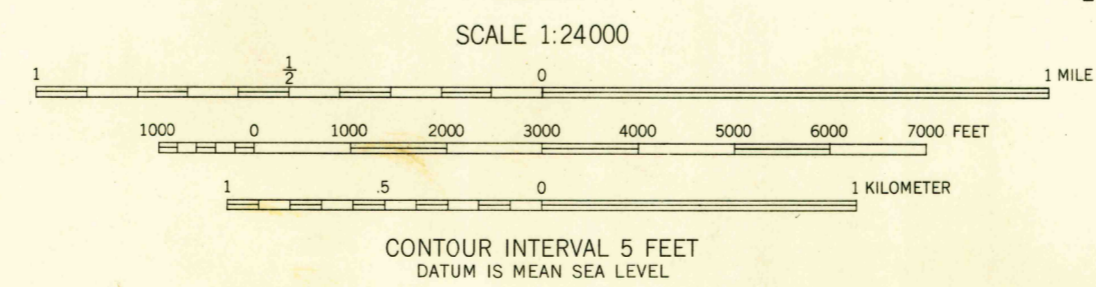 SCALE 1:24000
1 ½ 0 1 MILE
1000 0 1000 2000 3000 4000 5000 6000 7000 FEET
1 .5 0 1 KILOMETER
CONTOUR INTERVAL 5 FEET
DATUM IS MEAN SEA LEVEL